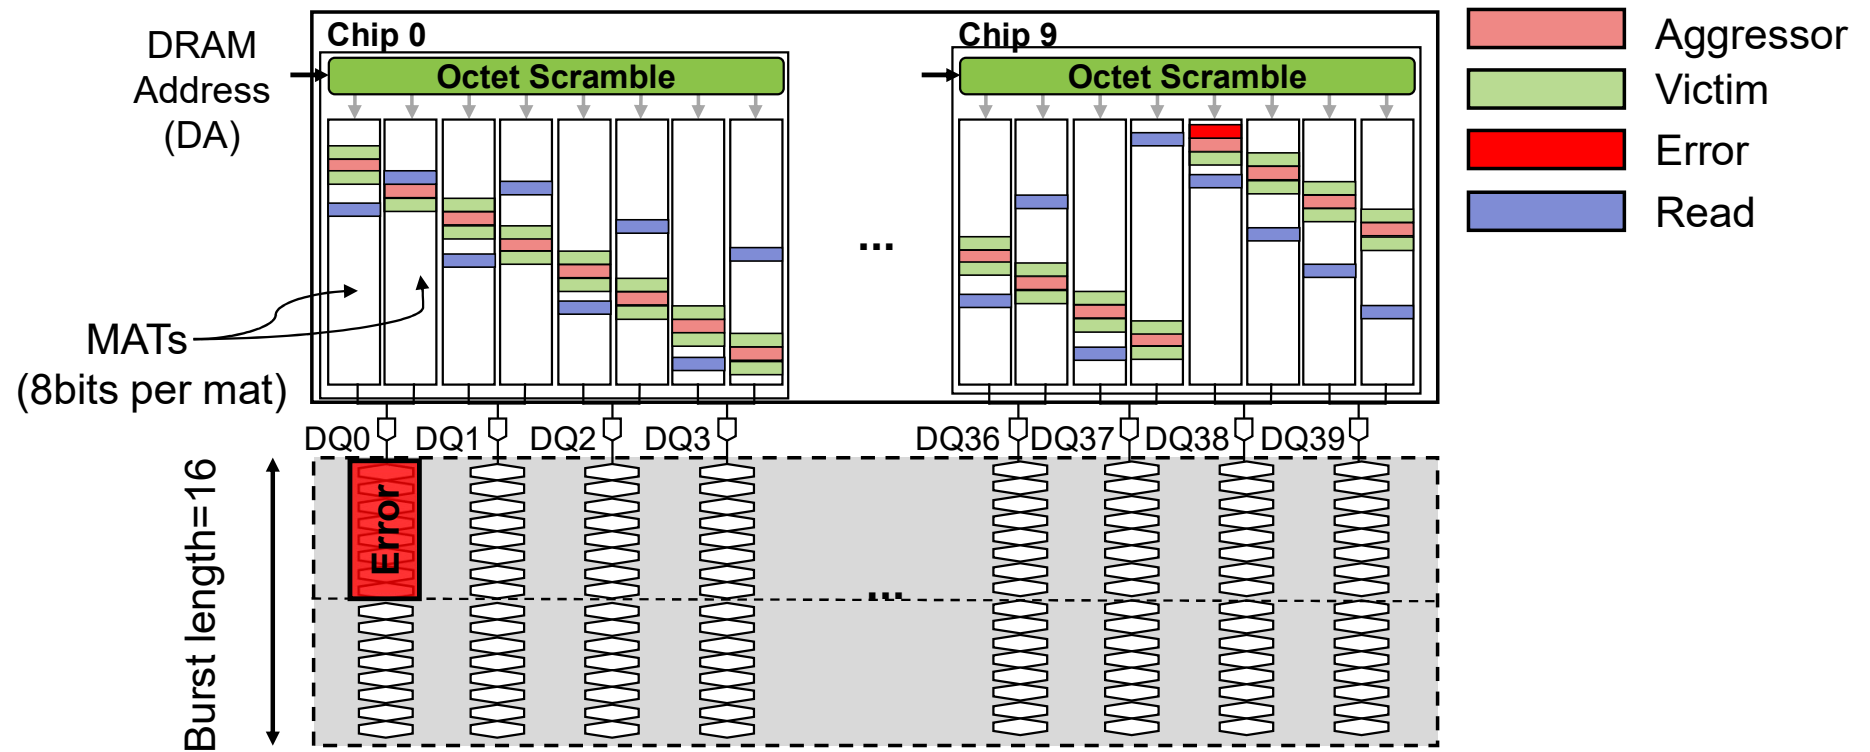 Chip 0
Chip 9
Aggressor
Victim
Error
Read
DRAM
Address
(DA)
Octet Scramble
Octet Scramble
...
MATs
(8bits per mat)
DQ0
DQ1
DQ2
DQ3
DQ36
DQ37
DQ38
DQ39
Burst length=16
Error
...